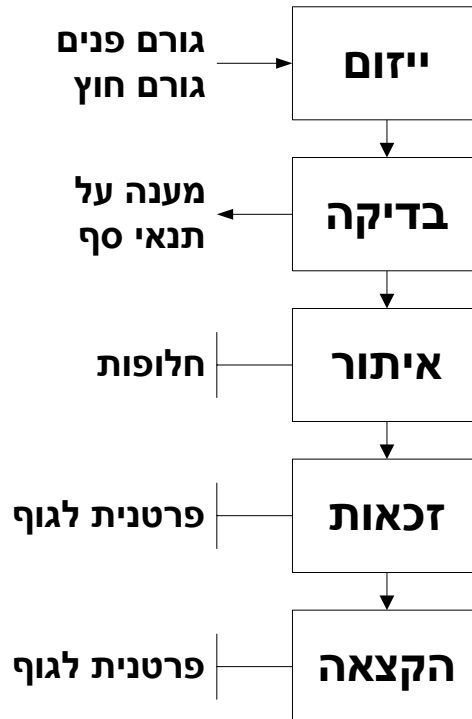 ייזום
גורם פנים
גורם חוץ
בדיקה
מענה על
תנאי סף
איתור
חלופות
זכאות
פרטנית לגוף
הקצאה
פרטנית לגוף